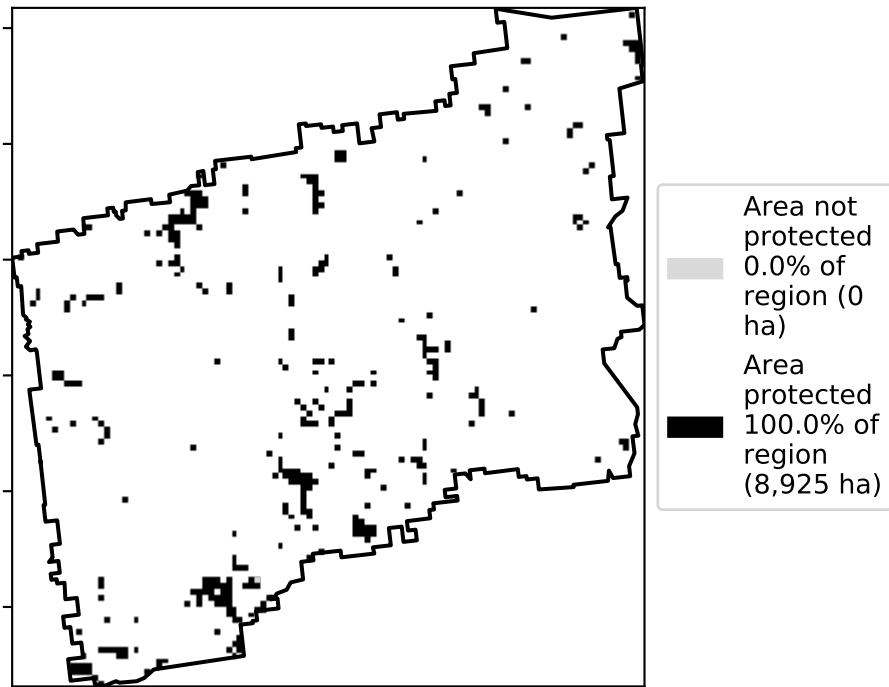 Area not
protected
0.0% of
region (0
ha)
Area
protected
100.0% of
region
(8,925 ha)